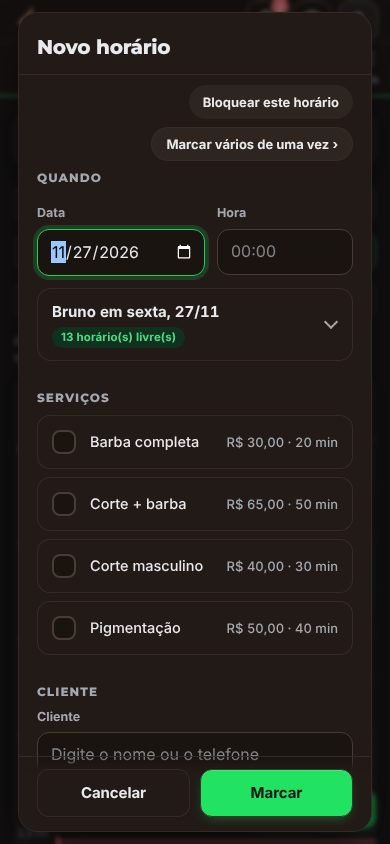 Novo horário
Bloquear este horário
Marcar vários de uma vez ›
QUANDO
Data
Hora
11/27/2026
00:00
Bruno em sexta, 27/11
13 horário(s) livre(s)
SERVIÇOS
Barba completa R$ 30,00 · 20 min
Corte + barba R$ 65,00 · 50 min
Corte masculino R$ 40,00 · 30 min
Pigmentação R$ 50,00 · 40 min
CLIENTE
Cliente
Digite o nome ou o telefone
Cancelar
Marcar